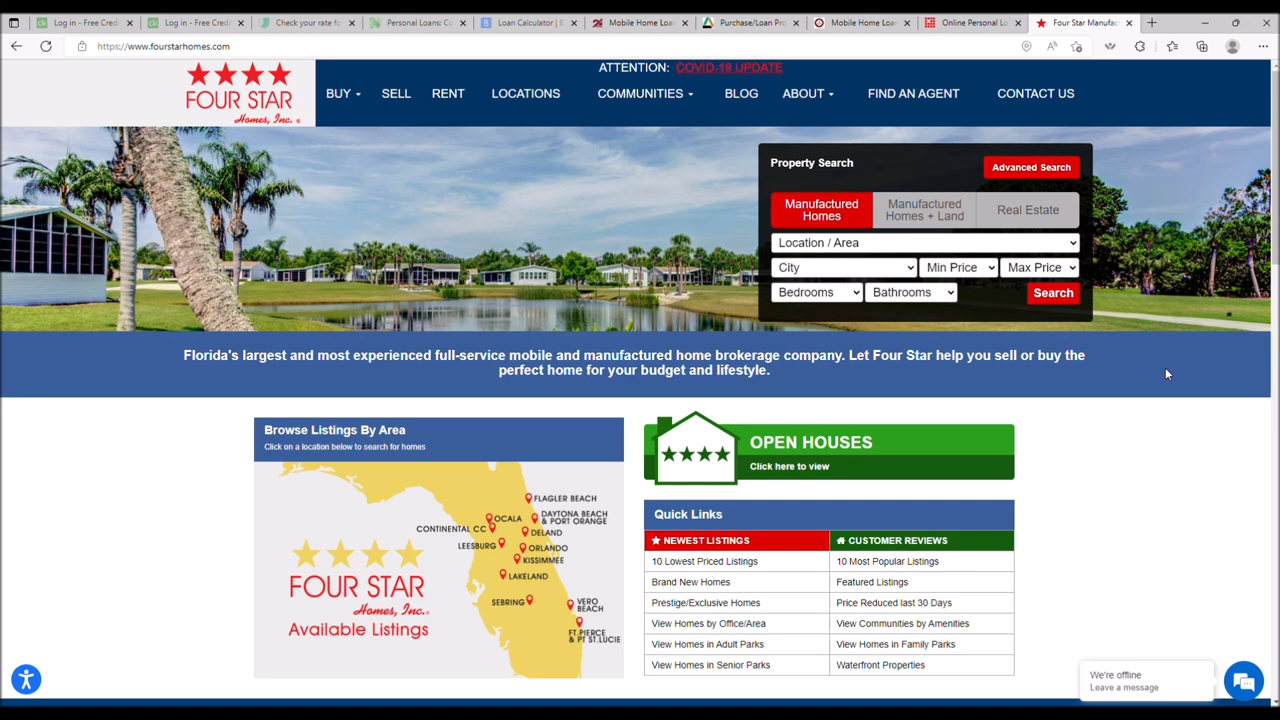 Log in - Free Cred
Log in - Free Credi
Check your rate fo
Personal Loans: Co
Loan Calculator | B
Mobile Home Loan
Purchase/Loan Pro
Mobile Home Loan
Online Personal Lo
Four Star Manufac
https://www.fourstarhomes.com
ATTENTION: COVID-19 UPDATE
FOUR STAR
Homes, Inc.®
BUY SELL RENT LOCATIONS COMMUNITIES BLOG ABOUT FIND AN AGENT CONTACT US
Property Search
Advanced Search
Manufactured
Homes
Manufactured
Homes + Land
Real Estate
Location / Area
City Min Price Max Price
Bedrooms Bathrooms Search
Florida's largest and most experienced full-service mobile and manufactured home brokerage company. Let Four Star help you sell or buy the
perfect home for your budget and lifestyle.
Browse Listings By Area
Click on a location below to search for homes
FLAGLER BEACH
OCALA
DAYTONA BEACH
& PORT ORANGE
CONTINENTAL CC
DELAND
LEESBURG
ORLANDO
KISSIMMEE
LAKELAND
SEBRING
VERO
BEACH
FT.PIERCE
& PT ST.LUCIE
FOUR STAR
Homes, Inc.®
Available Listings
OPEN HOUSES
Click here to view
Quick Links
NEWEST LISTINGS CUSTOMER REVIEWS
10 Lowest Priced Listings 10 Most Popular Listings
Brand New Homes Featured Listings
Prestige/Exclusive Homes Price Reduced last 30 Days
View Homes by Office/Area View Communities by Amenities
View Homes in Adult Parks View Homes in Family Parks
View Homes in Senior Parks Waterfront Properties
We're offline
Leave a message